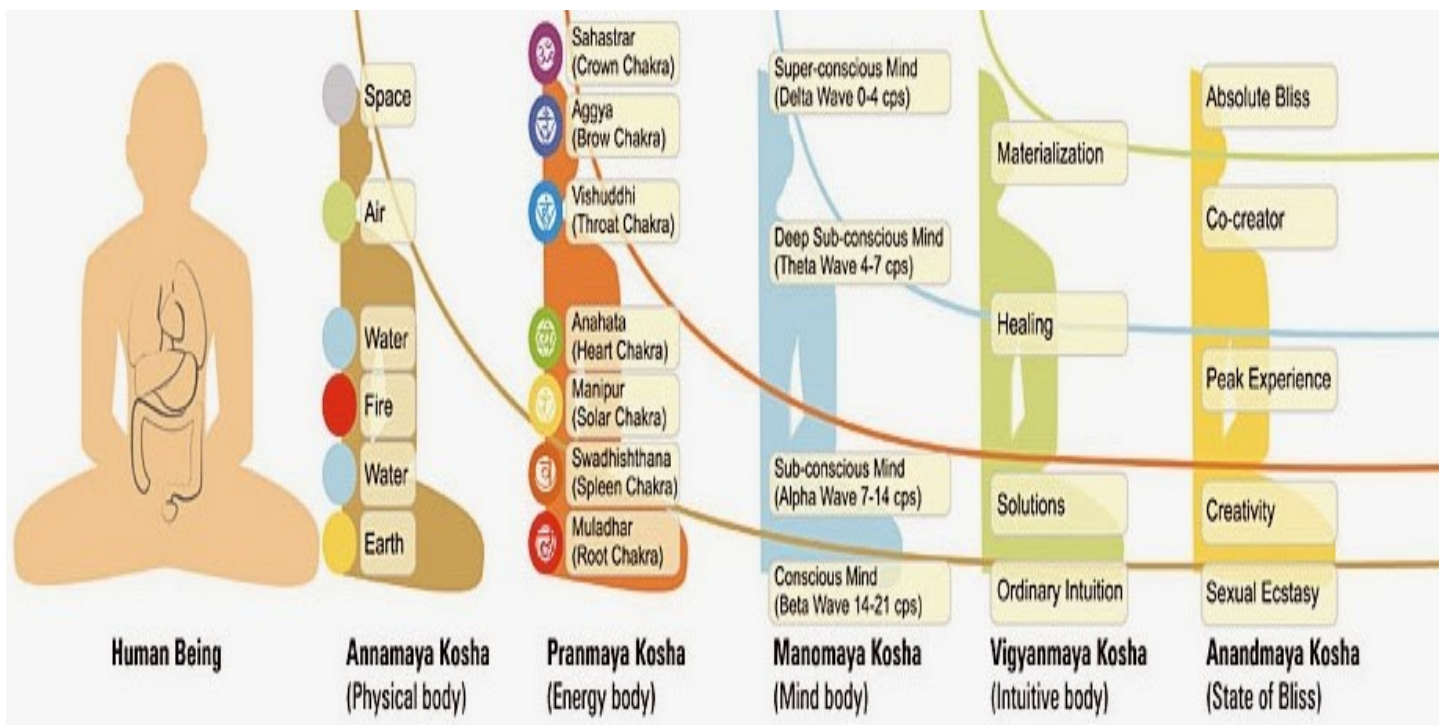 Human Being
Space
Air
Water
Fire
Water
Earth
Annamaya Kosha
(Physical body)
Sahastrar
(Crown Chakra)
Aggya
(Brow Chakra)
Vishuddhi
(Throat Chakra)
Anahata
(Heart Chakra)
Manipur
(Solar Chakra)
Swadhishthana
(Spleen Chakra)
Muladhar
(Root Chakra)
Pranmaya Kosha
(Energy body)
Super-conscious Mind
(Delta Wave 0-4 cps)
Deep Sub-conscious Mind
(Theta Wave 4-7 cps)
Sub-conscious Mind
(Alpha Wave 7-14 cps)
Conscious Mind
(Beta Wave 14-21 cps)
Manomaya Kosha
(Mind body)
Materialization
Healing
Solutions
Ordinary Intuition
Vigyanmaya Kosha
(Intuitive body)
Absolute Bliss
Co-creator
Peak Experience
Creativity
Sexual Ecstasy
Anandmaya Kosha
(State of Bliss)